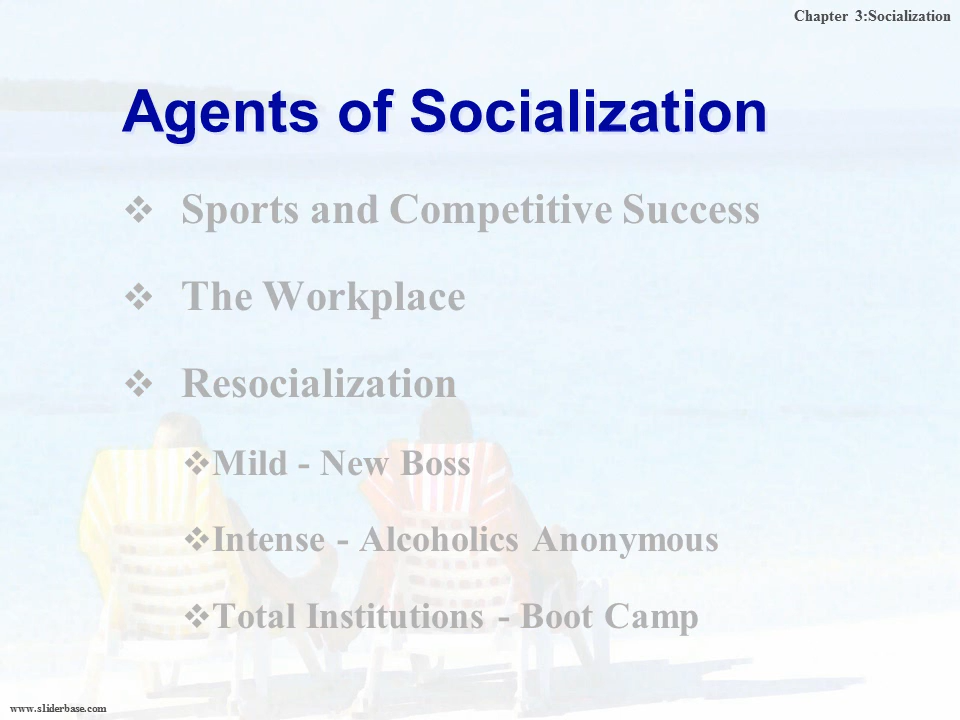 Chapter 3:Socialization
Agents of Socialization
❖ Sports and Competitive Success
❖ The Workplace
❖ Resocialization
❖Mild - New Boss
❖Intense - Alcoholics Anonymous
❖Total Institutions - Boot Camp
www.sliderbase.com